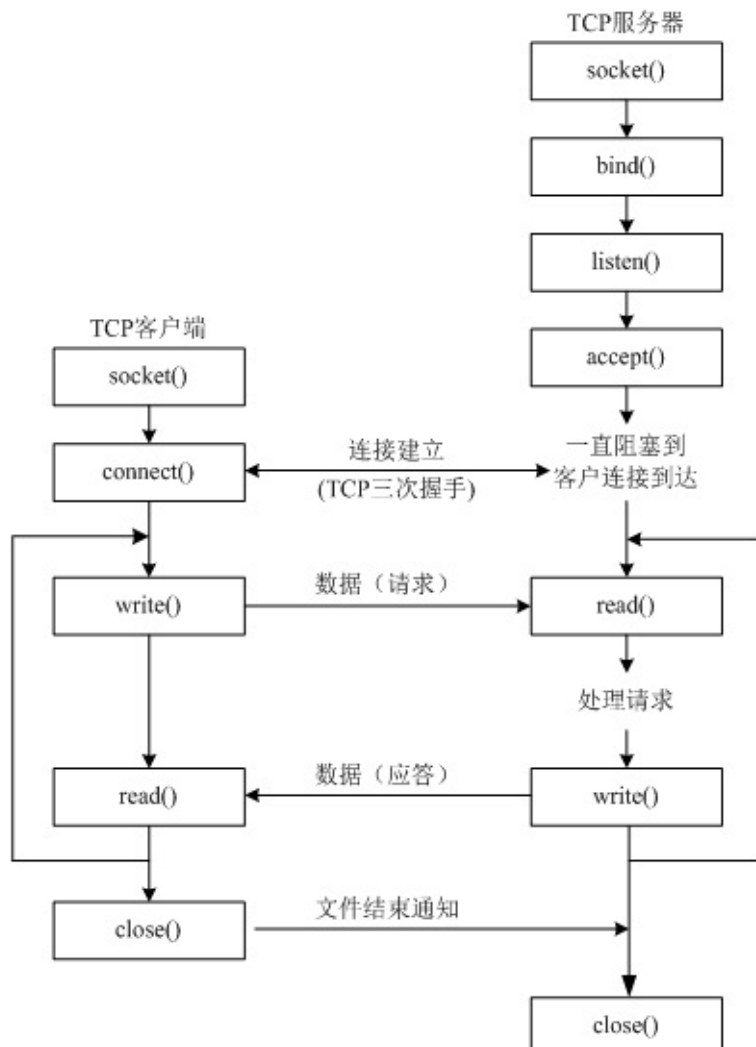 TCP服务器
socket()
bind()
listen()
TCP客户端
accept()
socket()
一直阻塞到
客户连接到达
连接建立
(TCP三次握手)
connect()
数据（请求）
write()
read()
处理请求
数据（应答）
read()
write()
文件结束通知
close()
close()